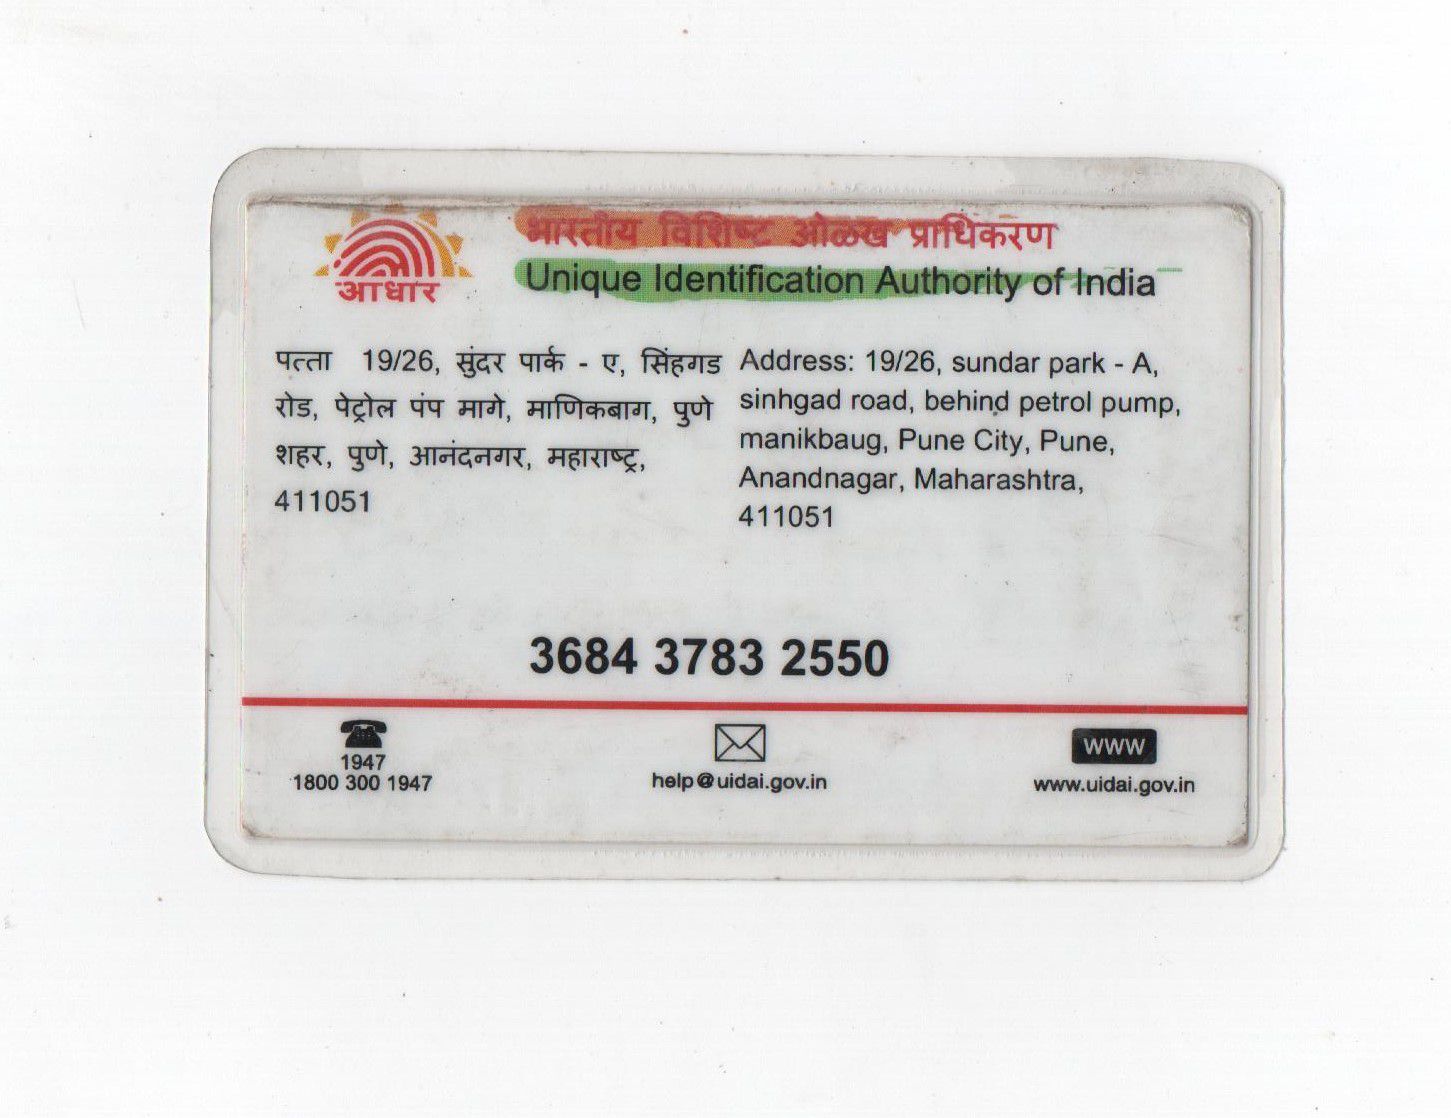 आधार
भारतीय विशिष्ट ओळख प्राधिकरण
Unique Identification Authority of India
पत्ता 19/26, सुंदर पार्क - ए, सिंहगड
रोड, पेट्रोल पंप मागे, माणिकबाग, पुणे
शहर, पुणे, आनंदनगर, महाराष्ट्र,
411051
Address: 19/26, sundar park - A,
sinhgad road, behind petrol pump,
manikbaug, Pune City, Pune,
Anandnagar, Maharashtra,
411051
3684 3783 2550
1947
1800 300 1947
help@uidai.gov.in
www
www.uidai.gov.in